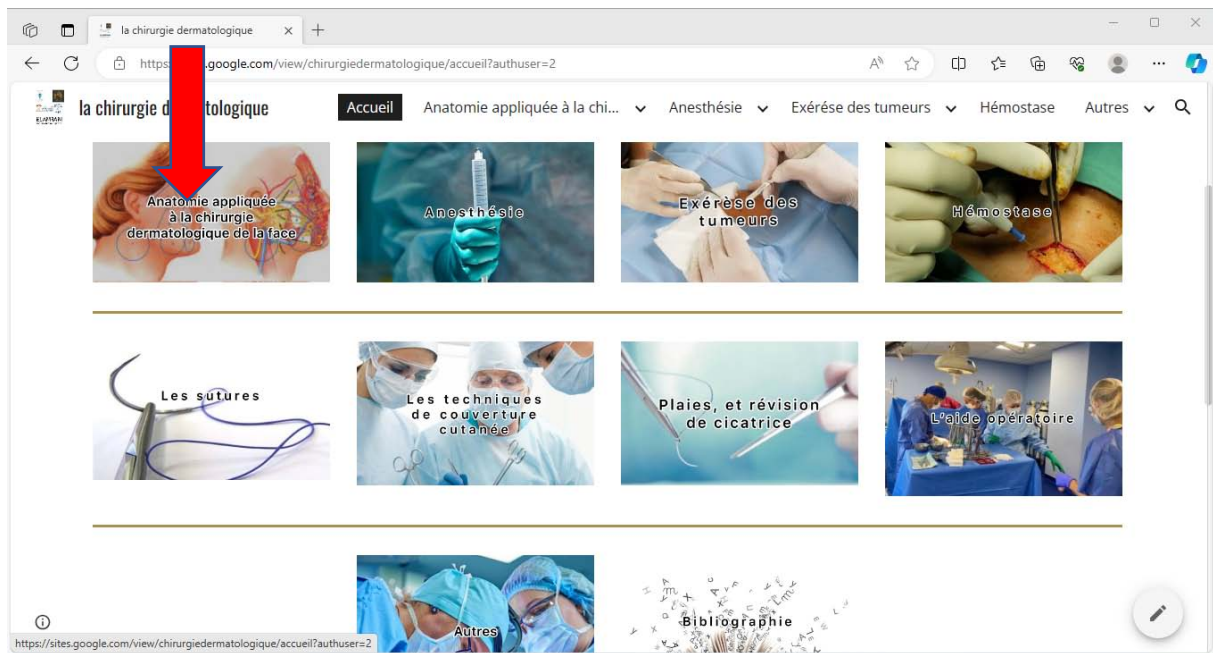 la chirurgie dermatologique
google.com/view/chirurgiedermatologique/accueil?authuser=2
la chirurgie d tologique
Accueil
Anatomie appliquée à la chi...
Anesthésie
Exérése des tumeurs
Hémostase
Autres
Anatomie appliquée
à la chirurgie
dermatologique de la face
Anesthésie
Exérèse des
tumeurs
Hémostase
Les sutures
Les techniques
de couverture
cutanée
Plaies, et révision
de cicatrice
L'aide opératoire
Autres
Bibliographie
https://sites.google.com/view/chirurgiedermatologique/accueil?authuser=2